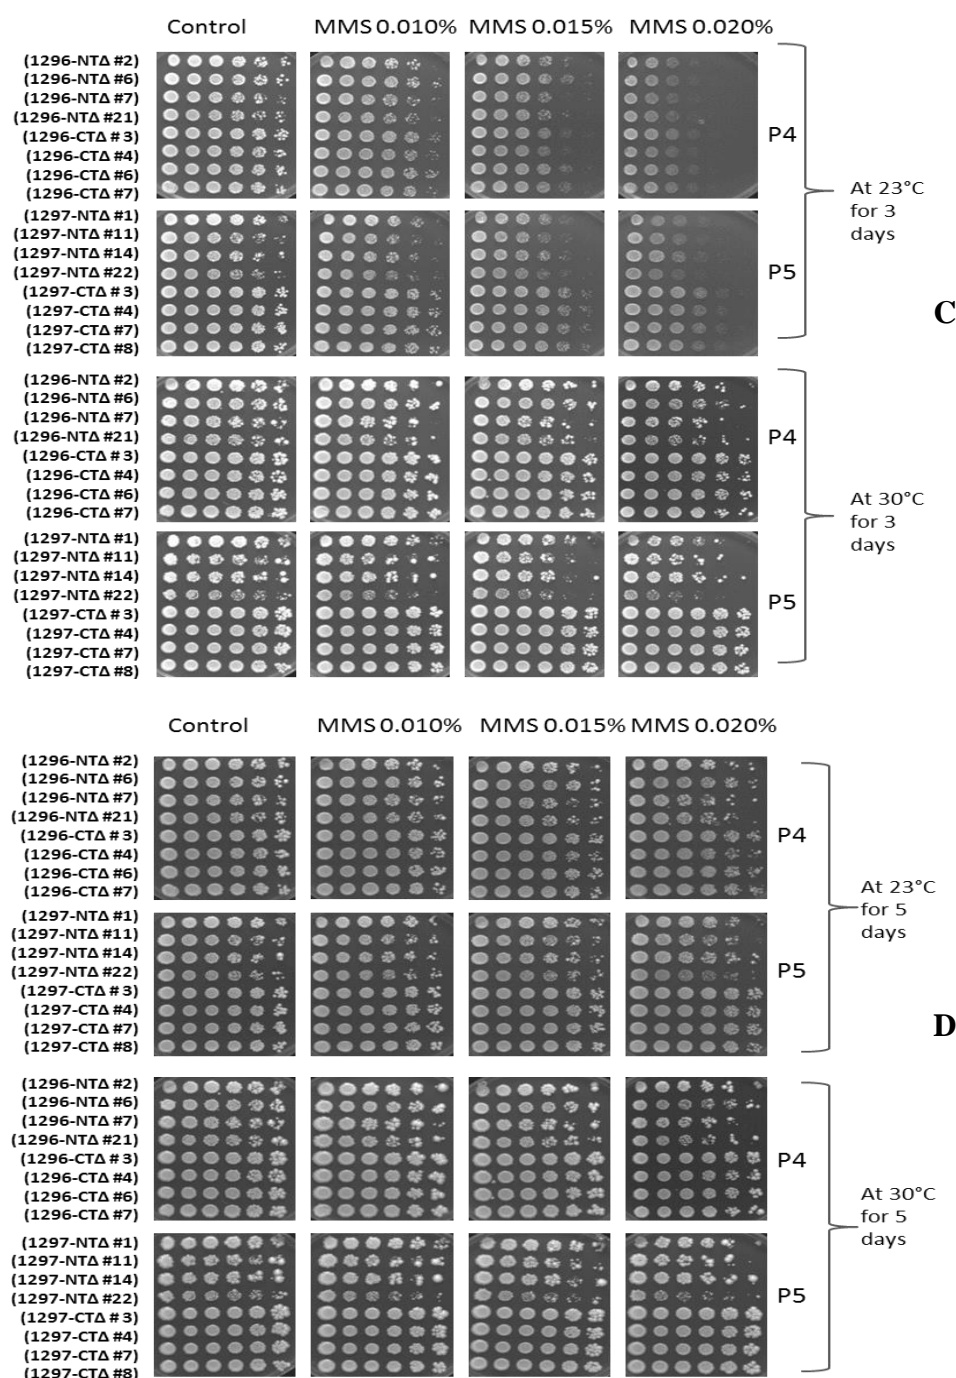 Control MMS 0.010% MMS 0.015% MMS 0.020%
(1296-NTΔ #2)
(1296-NTΔ #6)
(1296-NTΔ #7)
(1296-NTΔ #21)
(1296-CTΔ # 3)
(1296-CTΔ #4)
(1296-CTΔ #6)
(1296-CTΔ #7)
P4
(1297-NTΔ #1)
(1297-NTΔ #11)
(1297-NTΔ #14)
(1297-NTΔ #22)
(1297-CTΔ # 3)
(1297-CTΔ #4)
(1297-CTΔ #7)
(1297-CTΔ #8)
P5
At 23°C
for 3
days
C
(1296-NTΔ #2)
(1296-NTΔ #6)
(1296-NTΔ #7)
(1296-NTΔ #21)
(1296-CTΔ # 3)
(1296-CTΔ #4)
(1296-CTΔ #6)
(1296-CTΔ #7)
P4
(1297-NTΔ #1)
(1297-NTΔ #11)
(1297-NTΔ #14)
(1297-NTΔ #22)
(1297-CTΔ # 3)
(1297-CTΔ #4)
(1297-CTΔ #7)
(1297-CTΔ #8)
P5
At 30°C
for 3
days
Control MMS 0.010% MMS 0.015% MMS 0.020%
(1296-NTΔ #2)
(1296-NTΔ #6)
(1296-NTΔ #7)
(1296-NTΔ #21)
(1296-CTΔ # 3)
(1296-CTΔ #4)
(1296-CTΔ #6)
(1296-CTΔ #7)
P4
(1297-NTΔ #1)
(1297-NTΔ #11)
(1297-NTΔ #14)
(1297-NTΔ #22)
(1297-CTΔ # 3)
(1297-CTΔ #4)
(1297-CTΔ #7)
(1297-CTΔ #8)
P5
At 23°C
for 5
days
D
(1296-NTΔ #2)
(1296-NTΔ #6)
(1296-NTΔ #7)
(1296-NTΔ #21)
(1296-CTΔ # 3)
(1296-CTΔ #4)
(1296-CTΔ #6)
(1296-CTΔ #7)
P4
(1297-NTΔ #1)
(1297-NTΔ #11)
(1297-NTΔ #14)
(1297-NTΔ #22)
(1297-CTΔ # 3)
(1297-CTΔ #4)
(1297-CTΔ #7)
(1297-CTΔ #8)
P5
At 30°C
for 5
days